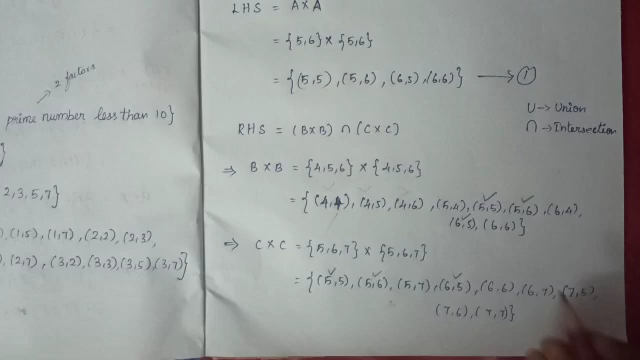 2 factors
prime number less than 10}
}
2,3,5,7}
), (1,5), (1,7), (2,2), (2,3),
), (2,7), (3,2), (3,3), (3,5), (3,7)}
LHS = A×A
= {5,6} × {5,6}
= {(5,5), (5,6), (6,5), (6,6)} → ①
U → Union
∩ → Intersection
RHS = (B×B) ∩ (C×C)
⇒ B×B = {4,5,6} × {4,5,6}
= {(4,4), (4,5), (4,6), (5,4), (5,5), (5,6), (6,4),
(6,5), (6,6)}
⇒ C×C = {5,6,7} × {5,6,7}
= {(5,5), (5,6), (5,7), (6,5), (6,6), (6,7), (7,5),
(7,6), (7,7)}